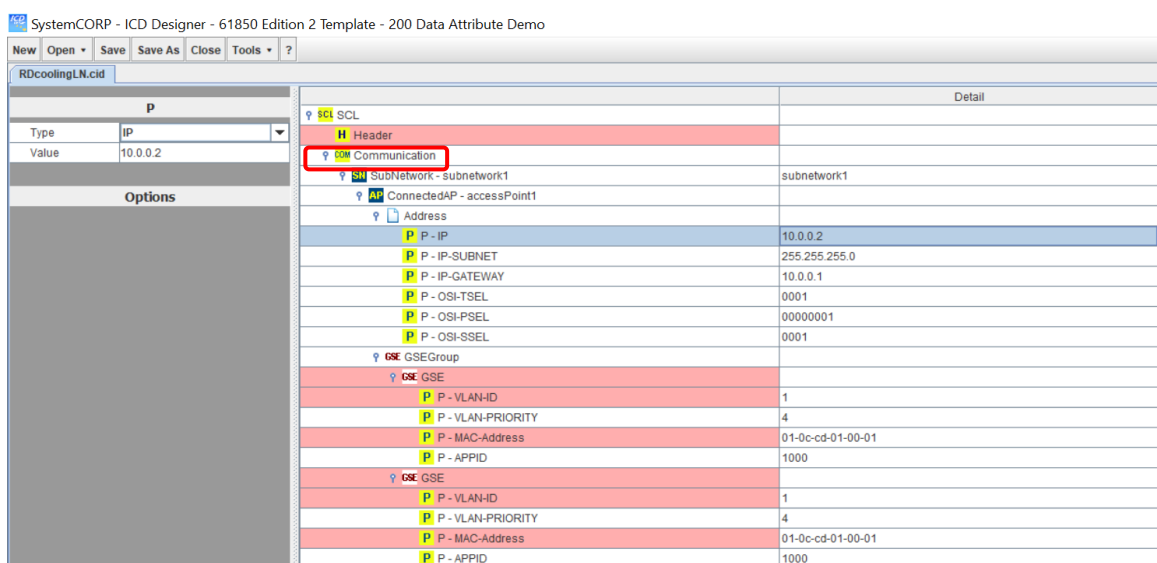 SystemCORP - ICD Designer - 61850 Edition 2 Template - 200 Data Attribute Demo
New Open Save Save As Close Tools ?
RDcoolingLN.cid
P
Type IP
Value 10.0.0.2
Options
Detail
SCL SCL
H Header
COM Communication
SN SubNetwork - subnetwork1 subnetwork1
AP ConnectedAP - accessPoint1
Address
P P - IP 10.0.0.2
P P - IP-SUBNET 255.255.255.0
P P - IP-GATEWAY 10.0.0.1
P P - OSI-TSEL 0001
P P - OSI-PSEL 00000001
P P - OSI-SSEL 0001
GSE GSEGroup
GSE GSE
P P - VLAN-ID 1
P P - VLAN-PRIORITY 4
P P - MAC-Address 01-0c-cd-01-00-01
P P - APPID 1000
GSE GSE
P P - VLAN-ID 1
P P - VLAN-PRIORITY 4
P P - MAC-Address 01-0c-cd-01-00-01
P P - APPID 1000